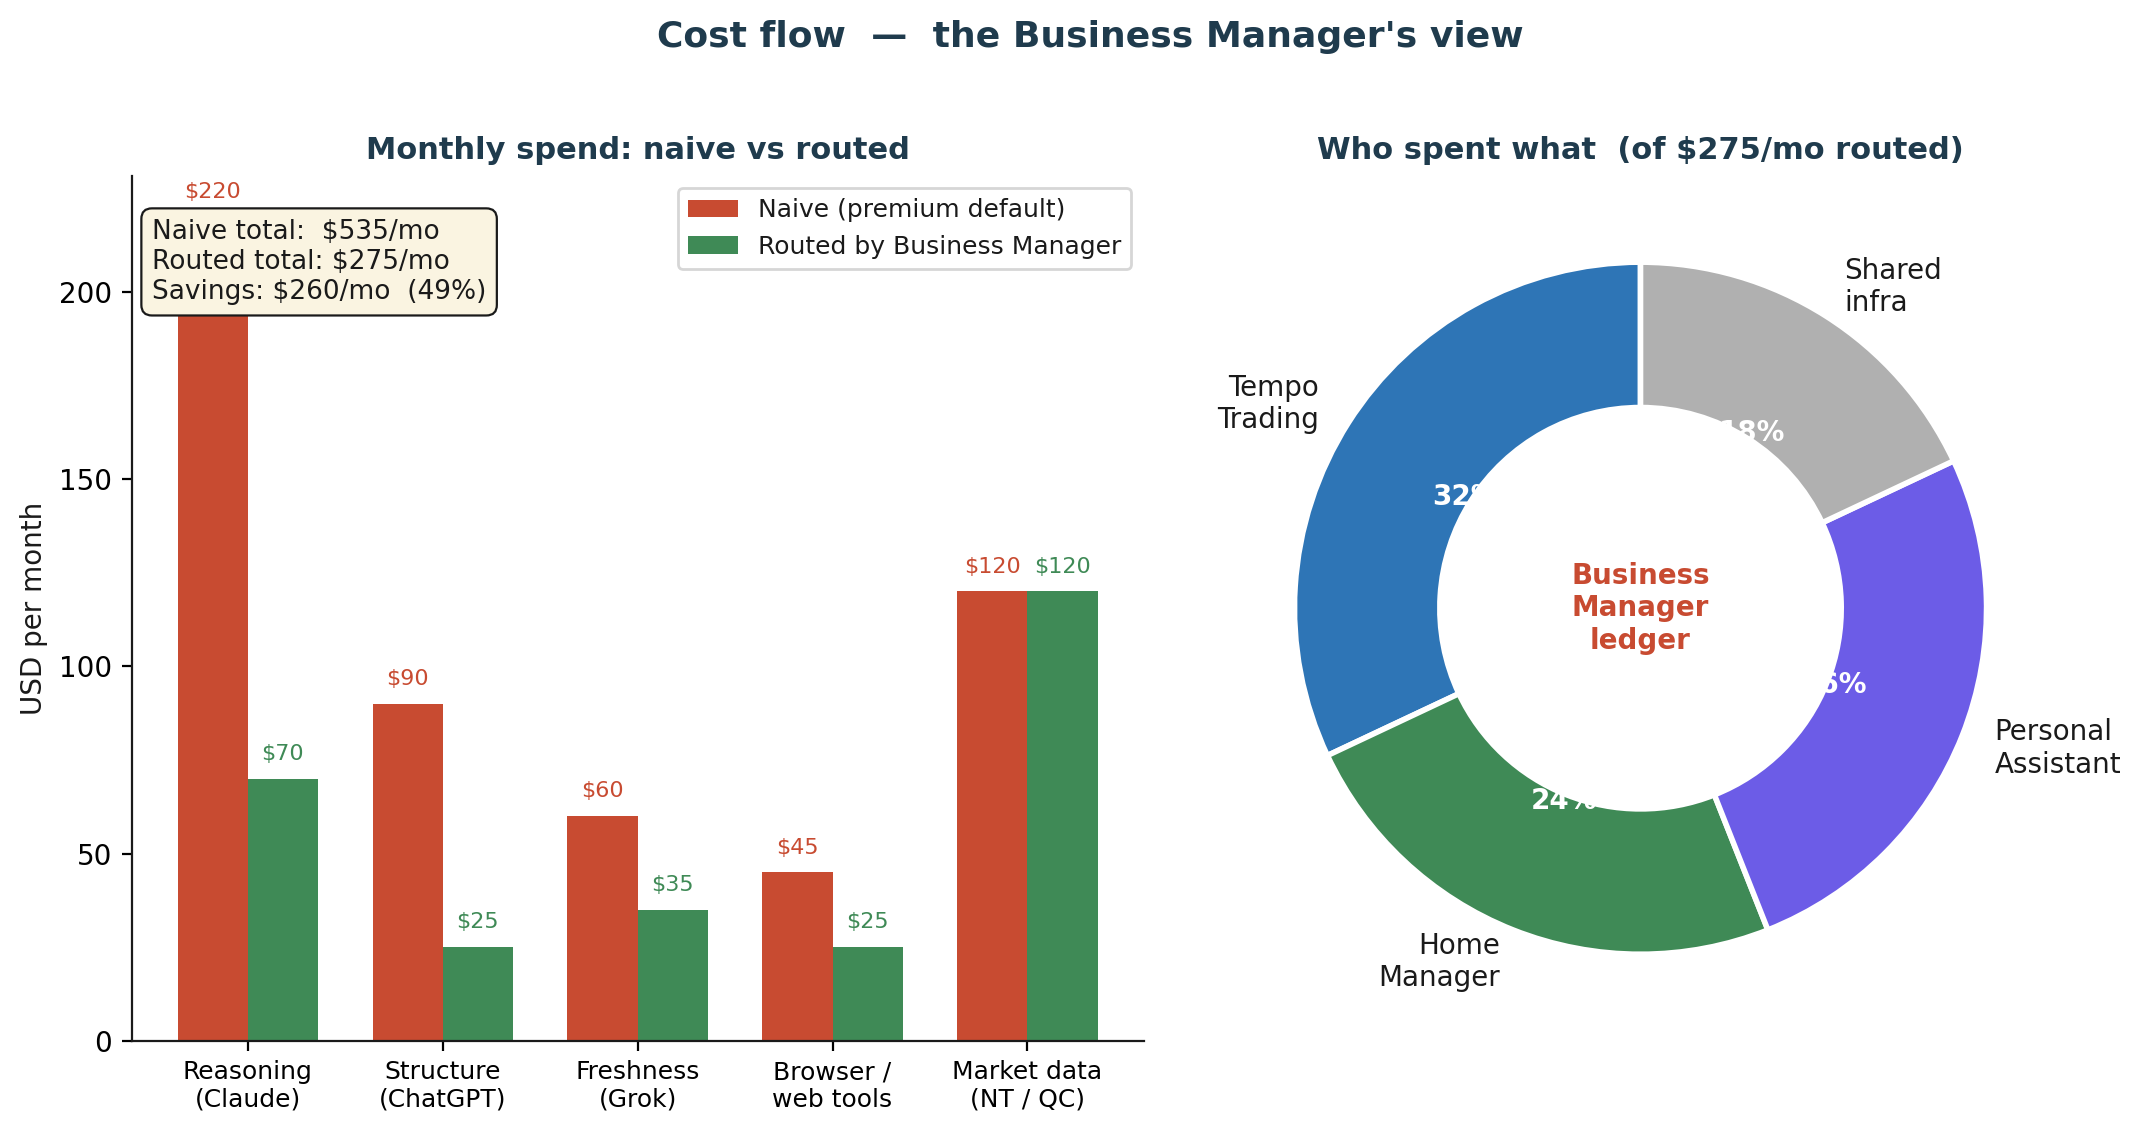 Cost flow — the Business Manager's view
Monthly spend: naive vs routed
$220
Naive total: $535/mo
Routed total: $275/mo
Savings: $260/mo (49%)
Naive (premium default)
Routed by Business Manager
USD per month
200
150
100
50
0
$70
$90
$25
$60
$35
$45
$25
$120 $120
Reasoning
(Claude)
Structure
(ChatGPT)
Freshness
(Grok)
Browser /
web tools
Market data
(NT / QC)
Who spent what (of $275/mo routed)
Shared
infra
18%
Tempo
Trading
32%
Business
Manager
ledger
Personal
Assistant
24%
Home
Manager